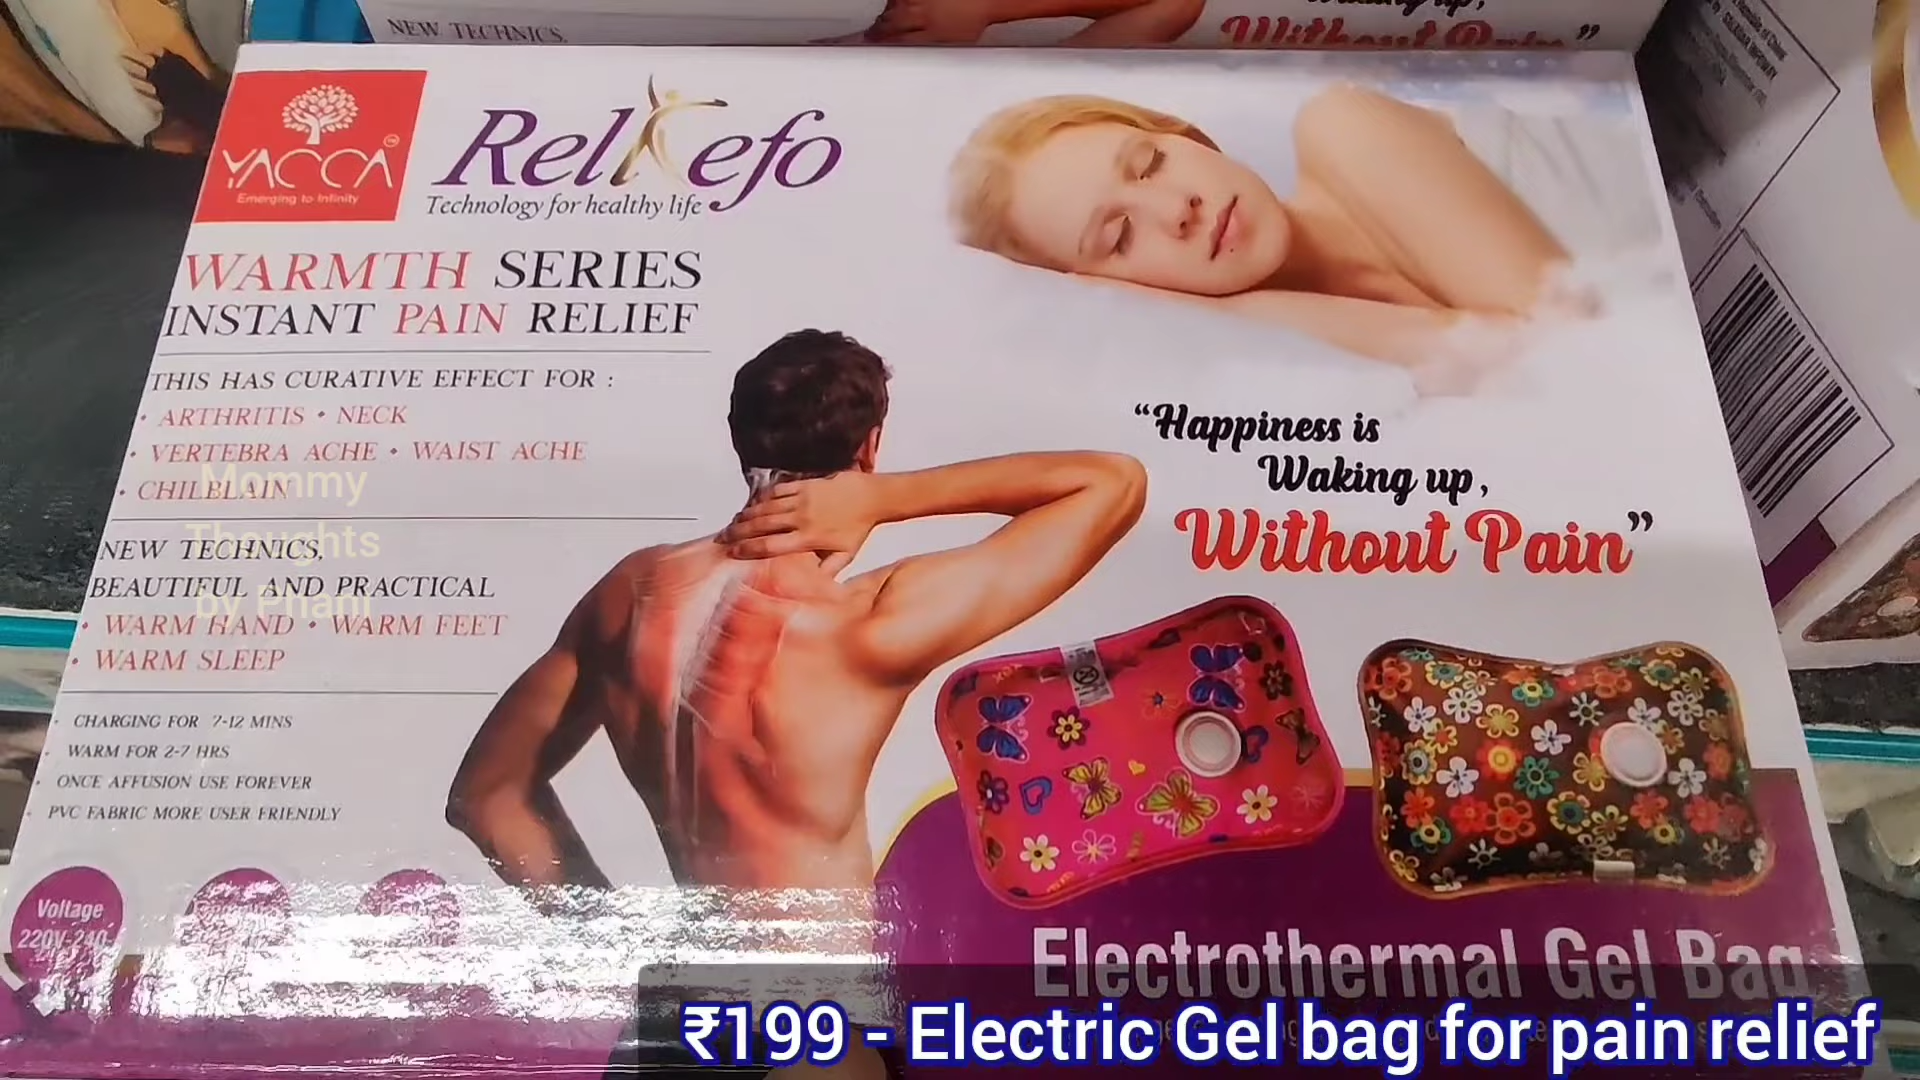 NEW TECHNICS,
Without Pain”
YACCA
Emerging to Infinity
Reliefo
Technology for healthy life
WARMTH SERIES
INSTANT PAIN RELIEF
THIS HAS CURATIVE EFFECT FOR :
• ARTHRITIS • NECK
• VERTEBRA ACHE • WAIST ACHE
• CHILBLAIN
Mommy
Thoughts
by Phani
NEW TECHNICS,
BEAUTIFUL AND PRACTICAL
• WARM HAND • WARM FEET
• WARM SLEEP
• CHARGING FOR 7-12 MINS
• WARM FOR 2-7 HRS
• ONCE AFFUSION USE FOREVER
• PVC FABRIC MORE USER FRIENDLY
“Happiness is
Waking up,
Without Pain”
Voltage
220V-240
Electrothermal Gel Bag
₹199 - Electric Gel bag for pain relief